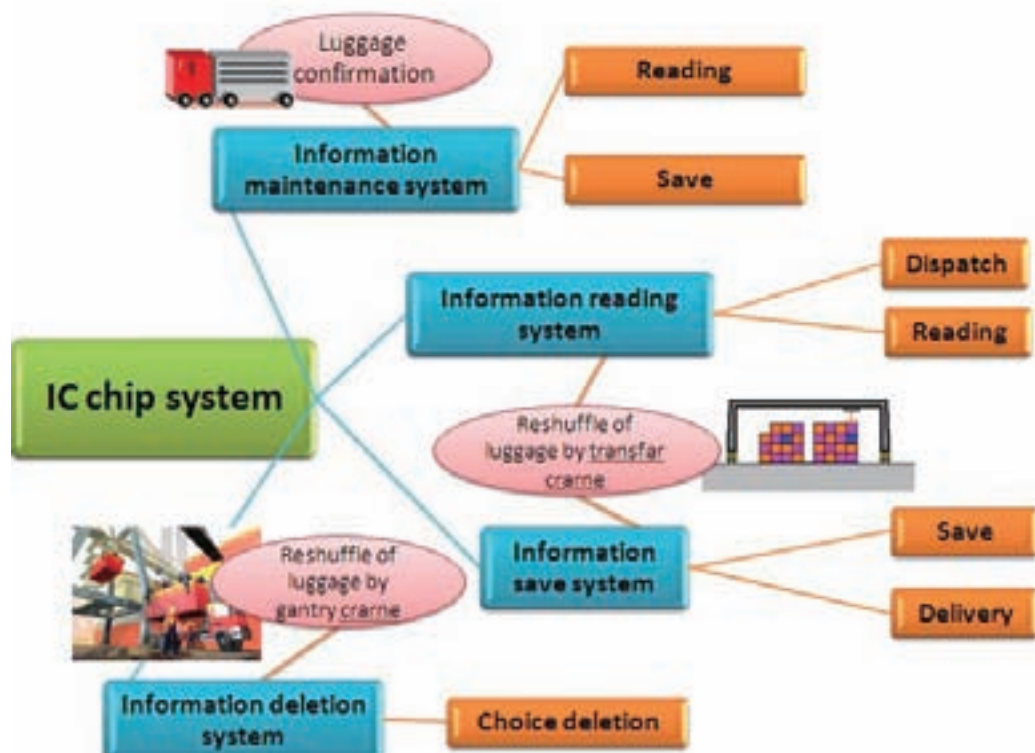 Luggage
confirmation
Reading
Information
maintenance system
Save
Dispatch
Information reading
system
Reading
IC chip system
Reshuffle of
luggage by transfar
crarne
Save
Information
save system
Reshuffle of
luggage by
gantry crarne
Delivery
Information deletion
system
Choice deletion